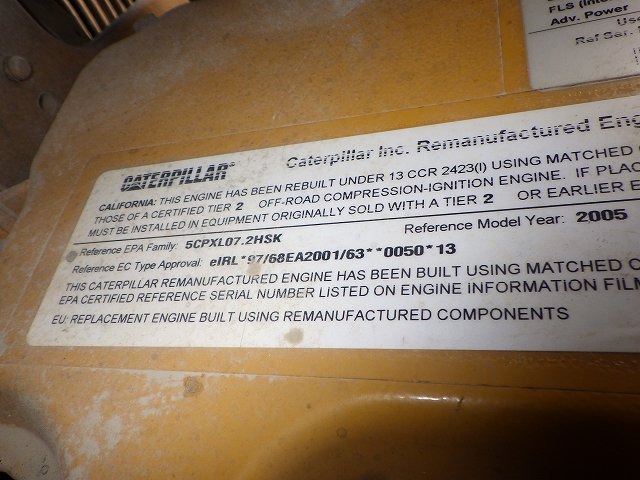 FLS
Adv. Power
Ref Ser.
CATERPILLAR®
Caterpillar Inc. Remanufactured
CALIFORNIA: THIS ENGINE HAS BEEN REBUILT UNDER 13 CCR 2423(l) USING MATCHED
THOSE OF A CERTIFIED TIER 2 OFF-ROAD COMPRESSION-IGNITION ENGINE. IF PLACE
MUST BE INSTALLED IN EQUIPMENT ORIGINALLY SOLD WITH A TIER 2 OR EARLIER
Reference EPA Family: 5CPXL07.2HSK
Reference Model Year: 2005
Reference EC Type Approval: eIRL*97/68EA2001/63**0050*13
THIS CATERPILLAR REMANUFACTURED ENGINE HAS BEEN BUILT USING MATCHED
EPA CERTIFIED REFERENCE SERIAL NUMBER LISTED ON ENGINE INFORMATION FILM
EU: REPLACEMENT ENGINE BUILT USING REMANUFACTURED COMPONENTS